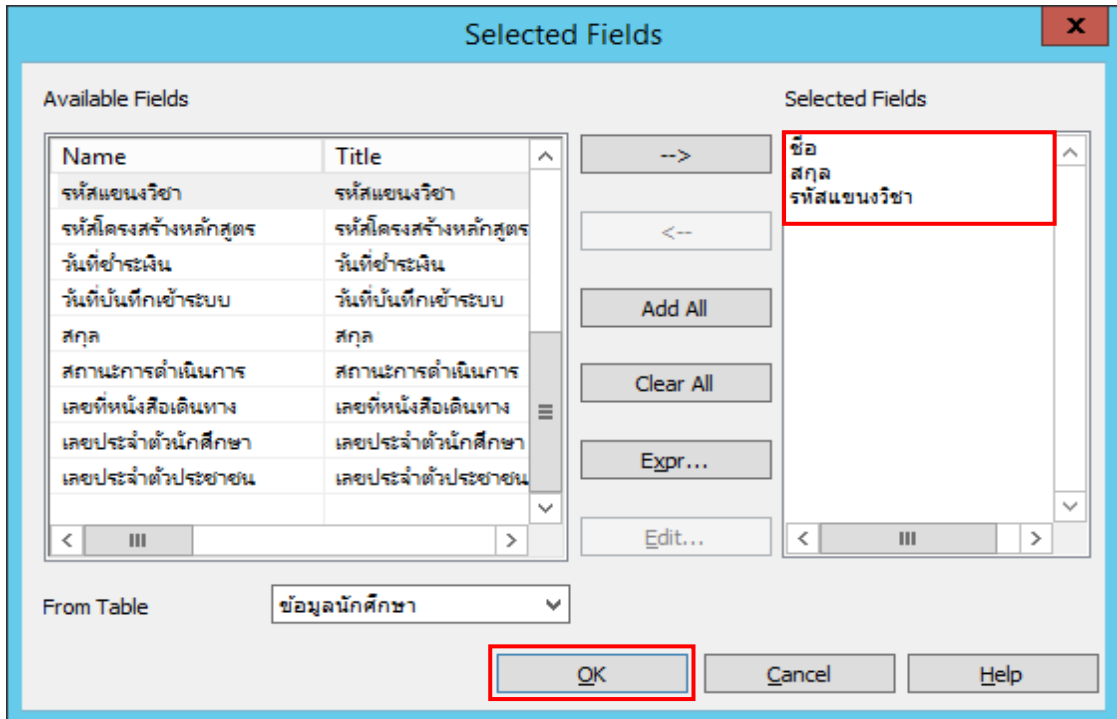 Selected Fields
x
Available Fields
Selected Fields
Name Title
รหัสแขนงวิชา รหัสแขนงวิชา
รหัสโครงสร้างหลักสูตร รหัสโครงสร้างหลักสูตร
วันที่ชำระเงิน วันที่ชำระเงิน
วันที่บันทึกเข้าระบบ วันที่บันทึกเข้าระบบ
สกุล สกุล
สถานะการดำเนินการ สถานะการดำเนินการ
เลขที่หนังสือเดินทาง เลขที่หนังสือเดินทาง
เลขประจำตัวนักศึกษา เลขประจำตัวนักศึกษา
เลขประจำตัวประชาชน เลขประจำตัวประชาชน
-->
<--
Add All
Clear All
Expr...
Edit...
ชื่อ
สกุล
รหัสแขนงวิชา
From Table ข้อมูลนักศึกษา
OK Cancel Help